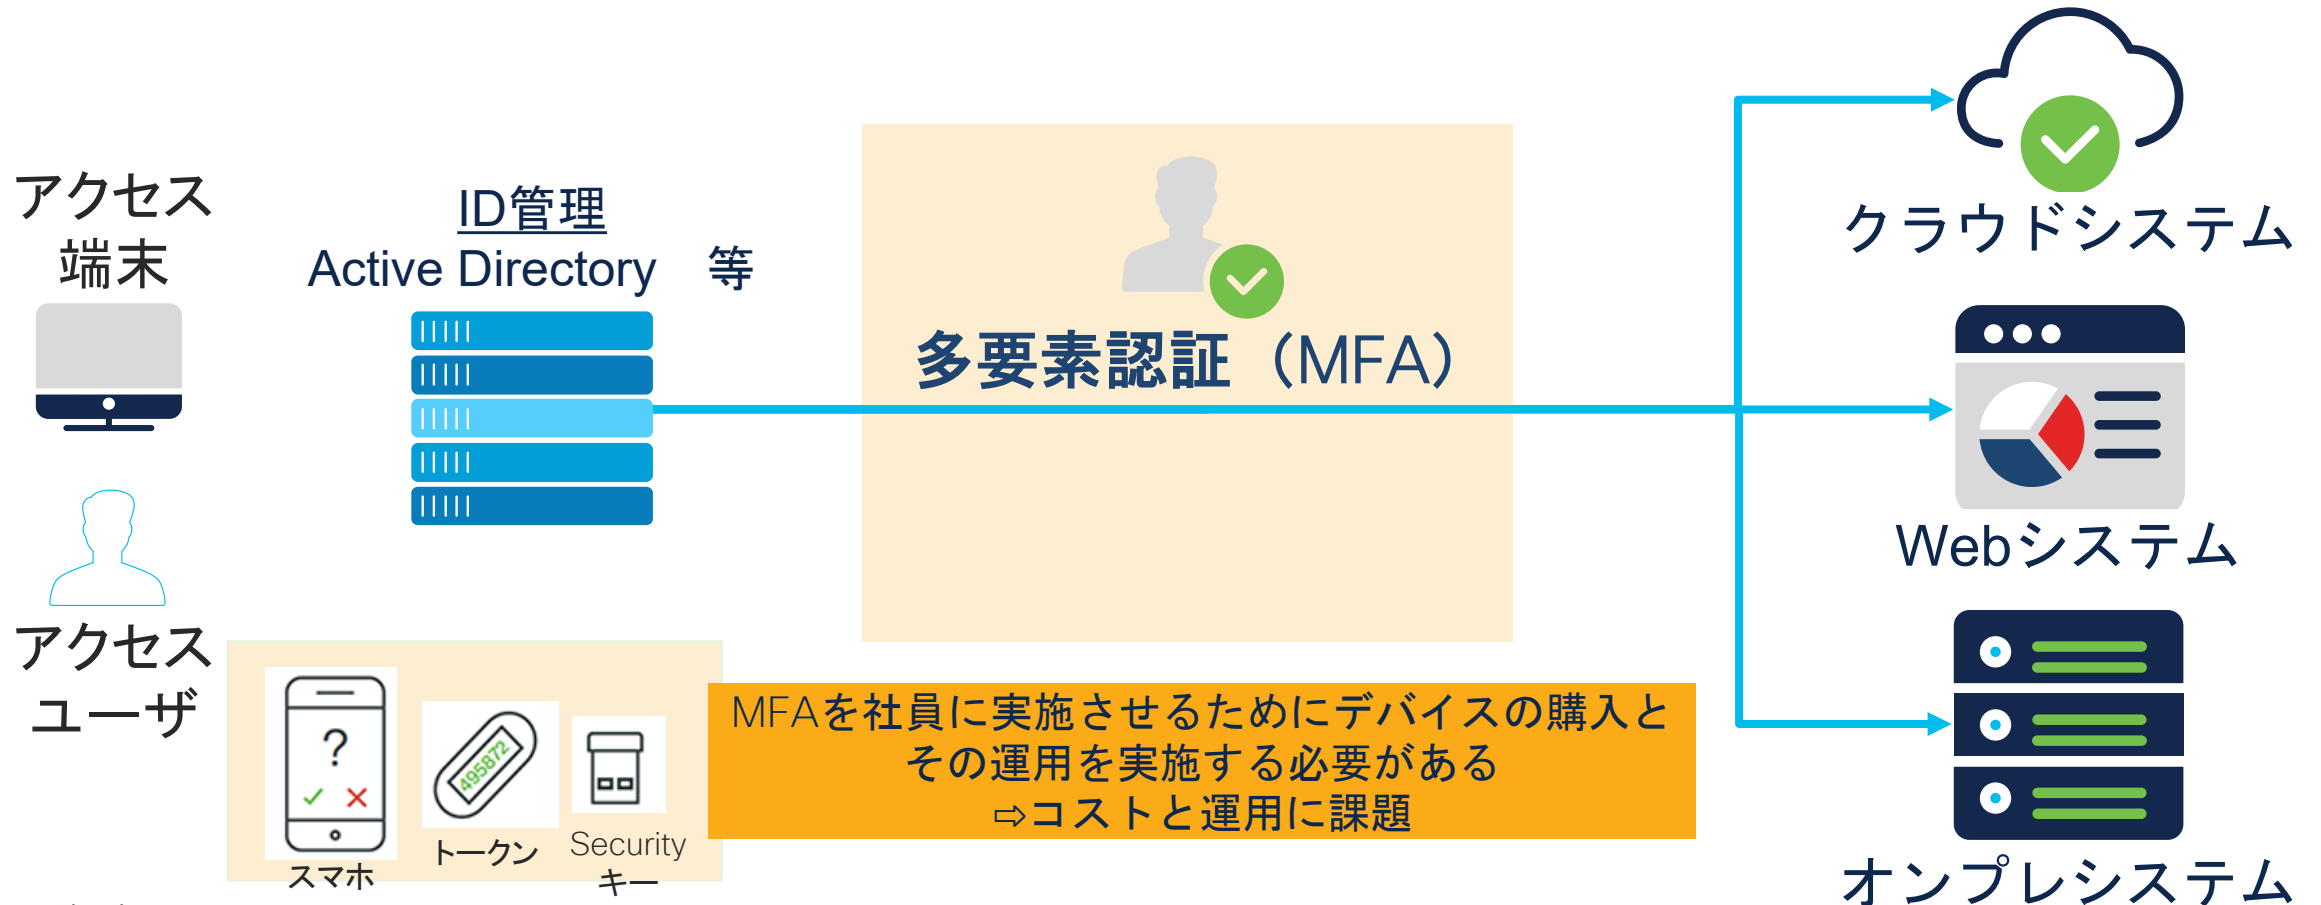 アクセス
端末
アクセス
ユーザ
ID管理
Active Directory　等
多要素認証（MFA）
クラウドシステム
Webシステム
オンプレシステム
?
スマホ
495872
トークン
Security
キー
MFAを社員に実施させるためにデバイスの購入と
その運用を実施する必要がある
⇨コストと運用に課題